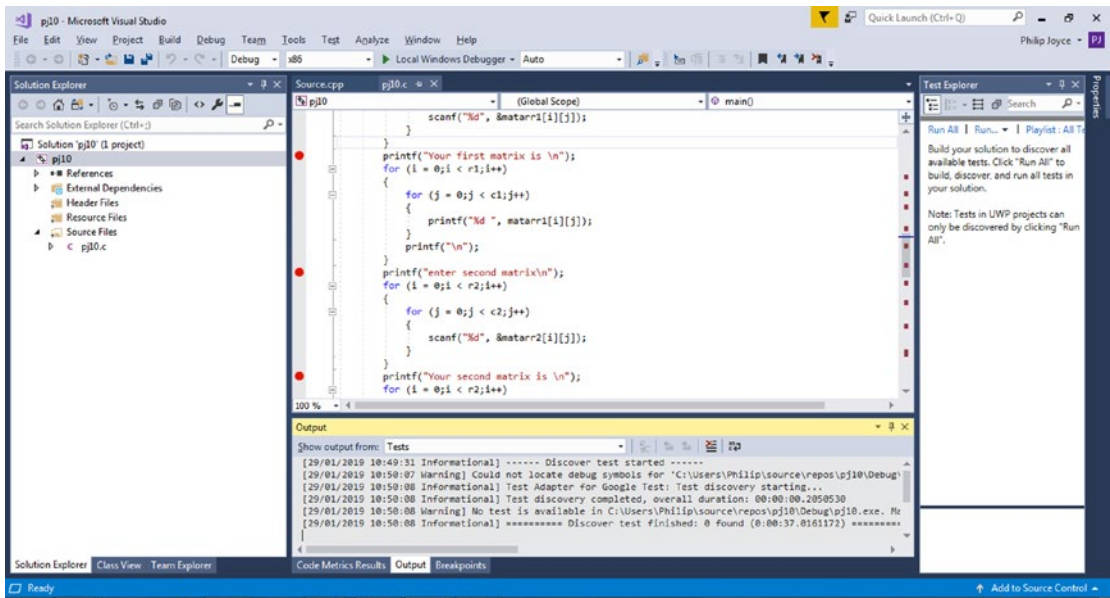 pj10 - Microsoft Visual Studio
Quick Launch (Ctrl+Q)
File Edit View Project Build Debug Team Tools Test Analyze Window Help
Philip Joyce PJ
Debug x86 Local Windows Debugger Auto
Solution Explorer
Search Solution Explorer (Ctrl+;)
Solution 'pj10' (1 project)
pj10
References
External Dependencies
Header Files
Resource Files
Source Files
pj10.c
Solution Explorer Class View Team Explorer
Source.cpp pj10.c
pj10 (Global Scope) main()
scanf("%d", &matarr1[i][j]);
}
}
printf("Your first matrix is \n");
for (i = 0;i < r1;i++)
{
for (j = 0;j < c1;j++)
{
printf("%d ", matarr1[i][j]);
}
printf("\n");
}
printf("enter second matrix\n");
for (i = 0;i < r2;i++)
{
for (j = 0;j < c2;j++)
{
scanf("%d", &matarr2[i][j]);
}
}
printf("Your second matrix is \n");
for (i = 0;i < r2;i++)
100 %
Output
Show output from: Tests
[29/01/2019 10:49:31 Informational] ------ Discover test started ------
[29/01/2019 10:50:07 Warning] Could not locate debug symbols for 'C:\Users\Philip\source\repos\pj10\Debug\
[29/01/2019 10:50:08 Informational] Test Adapter for Google Test: Test discovery starting...
[29/01/2019 10:50:08 Informational] Test discovery completed, overall duration: 00:00:00.2050530
[29/01/2019 10:50:08 Warning] No test is available in C:\Users\Philip\source\repos\pj10\Debug\pj10.exe. Ma
[29/01/2019 10:50:08 Informational] ========== Discover test finished: 0 found (0:00:37.0161172) =========
Code Metrics Results Output Breakpoints
Test Explorer
Search
Run All | Run... | Playlist : All Te
Build your solution to discover all
available tests. Click "Run All" to
build, discover, and run all tests in
your solution.
Note: Tests in UWP projects can
only be discovered by clicking "Run
All".
Properties
Ready
Add to Source Control